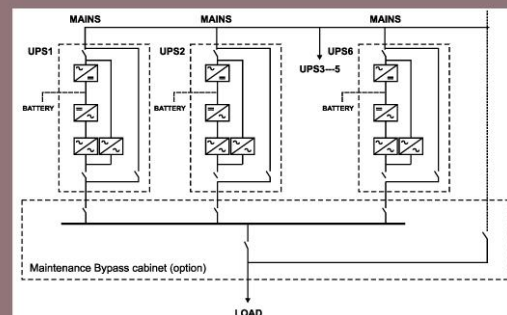 MAINS MAINS MAINS
UPS1 UPS2 UPS6
UPS3---5
BATTERY BATTERY BATTERY
Maintenance Bypass cabinet (option)
LOAD